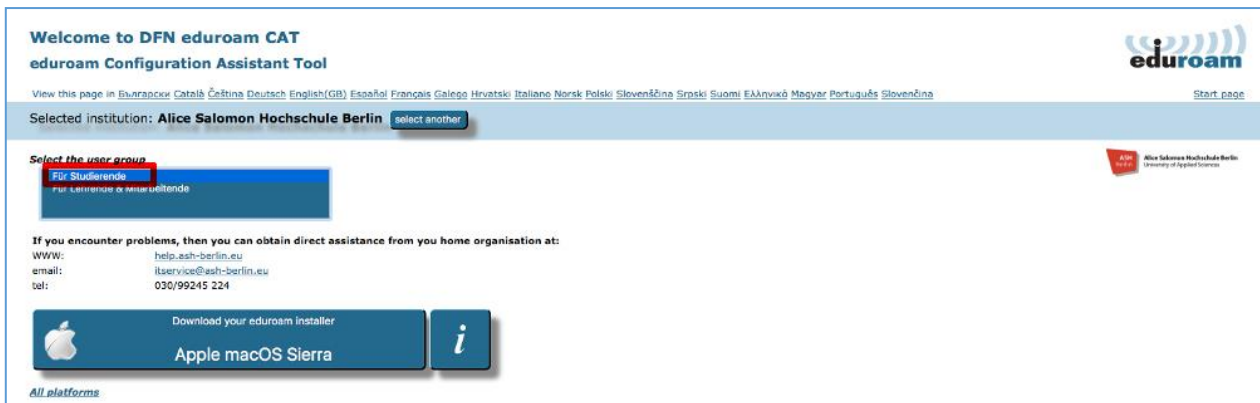 Welcome to DFN eduroam CAT
eduroam Configuration Assistant Tool
eduroam
View this page in Български Català Čeština Deutsch English(GB) Español Français Galego Hrvatski Italiano Norsk Polski Slovenščina Srpski Suomi Ελληνικά Magyar Português Slovenčina
Start page
Selected institution: Alice Salomon Hochschule Berlin select another
Select the user group
Für Studierende
Für Lehrende & Mitarbeitende
ASH Berlin
Alice Salomon Hochschule Berlin
University of Applied Sciences
If you encounter problems, then you can obtain direct assistance from you home organisation at:
WWW: help.ash-berlin.eu
email: itservice@ash-berlin.eu
tel: 030/99245 224
Download your eduroam installer
Apple macOS Sierra
i
All platforms